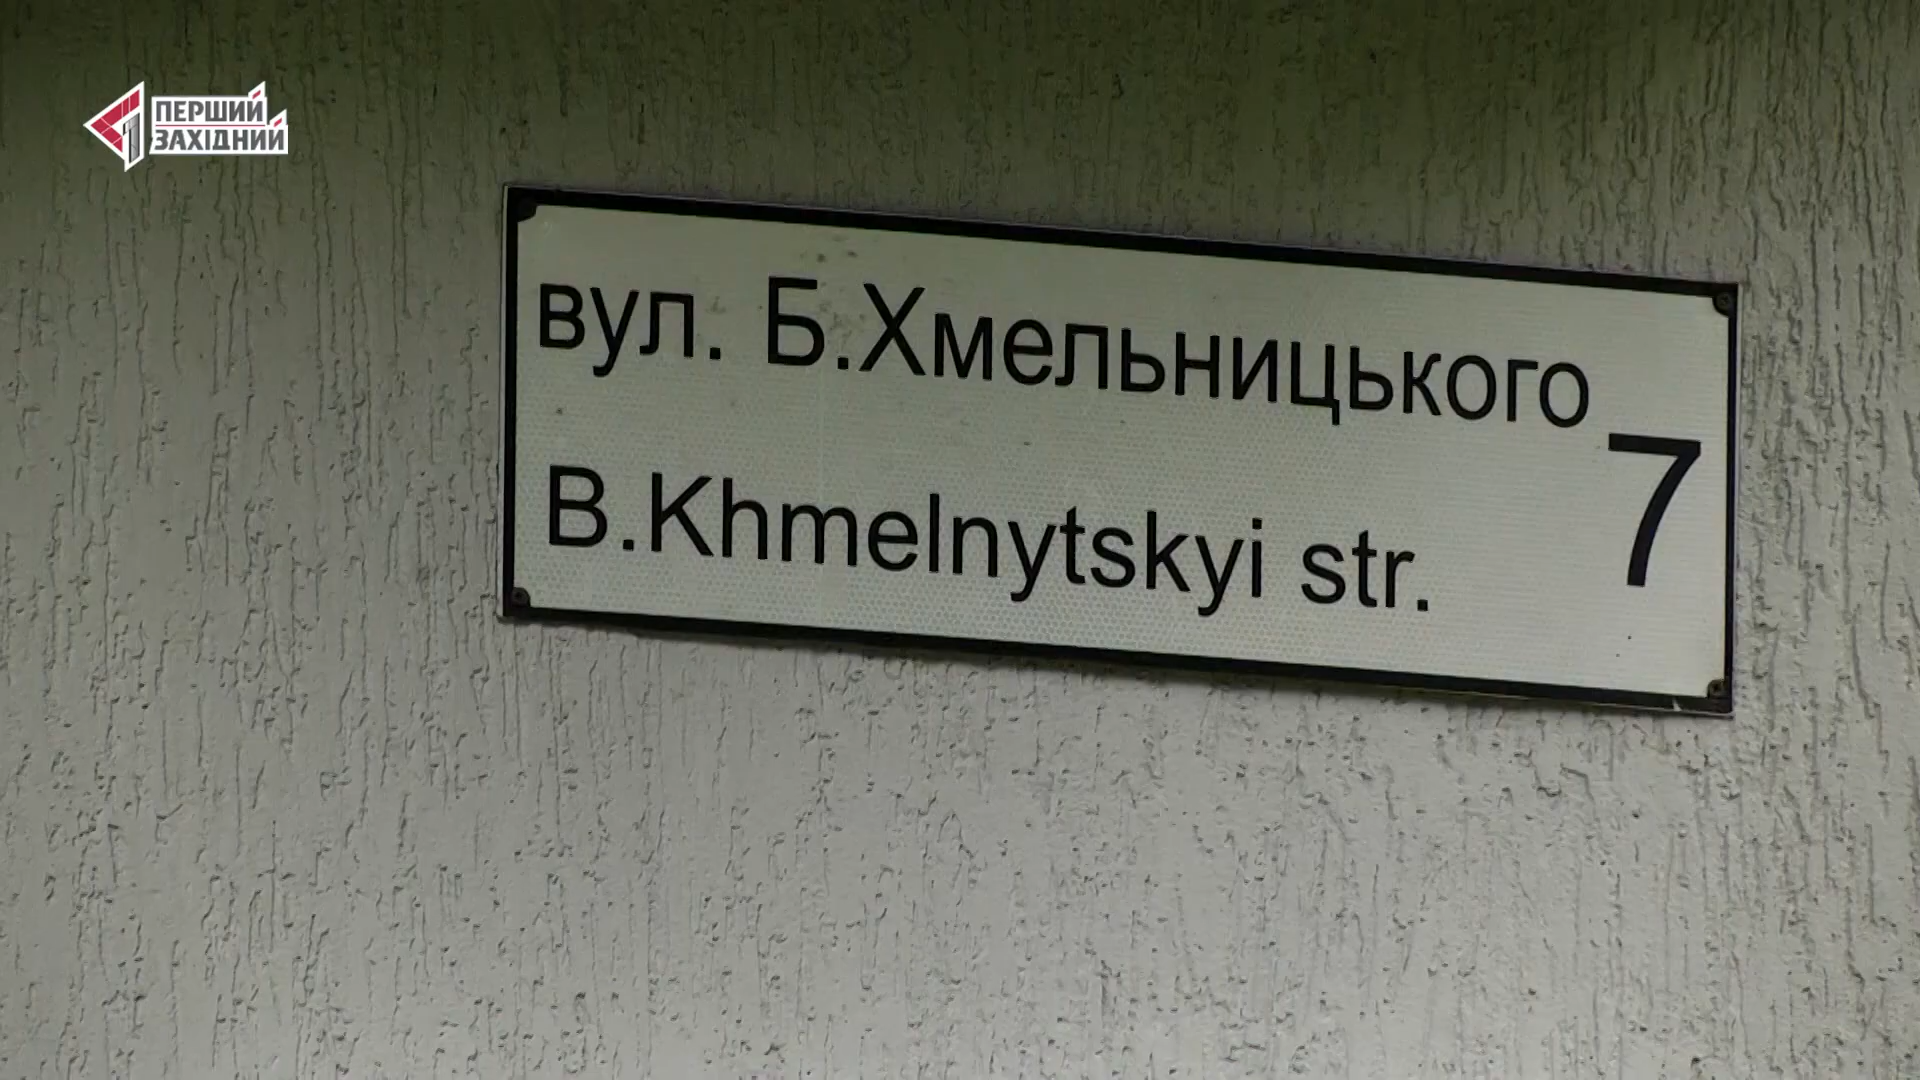 ПЕРШИЙ
ЗАХІДНИЙ
вул. Б.Хмельницького
7
B.Khmelnytskyi str.